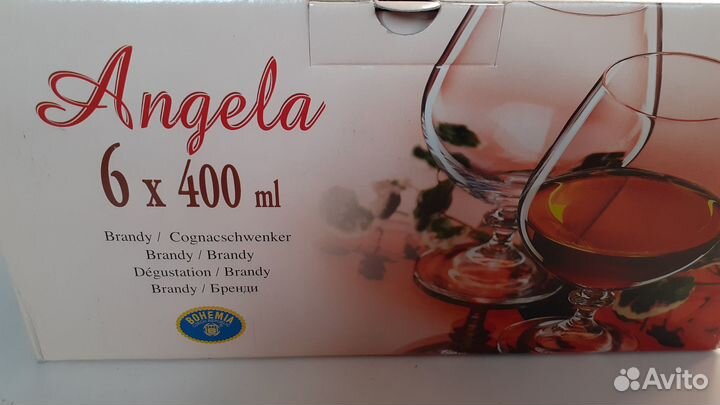 Angela
6 x 400 ml
Brandy / Cognacschwenker
Brandy / Brandy
Dégustation / Brandy
Brandy / Бренди
BOHEMIA
Avito